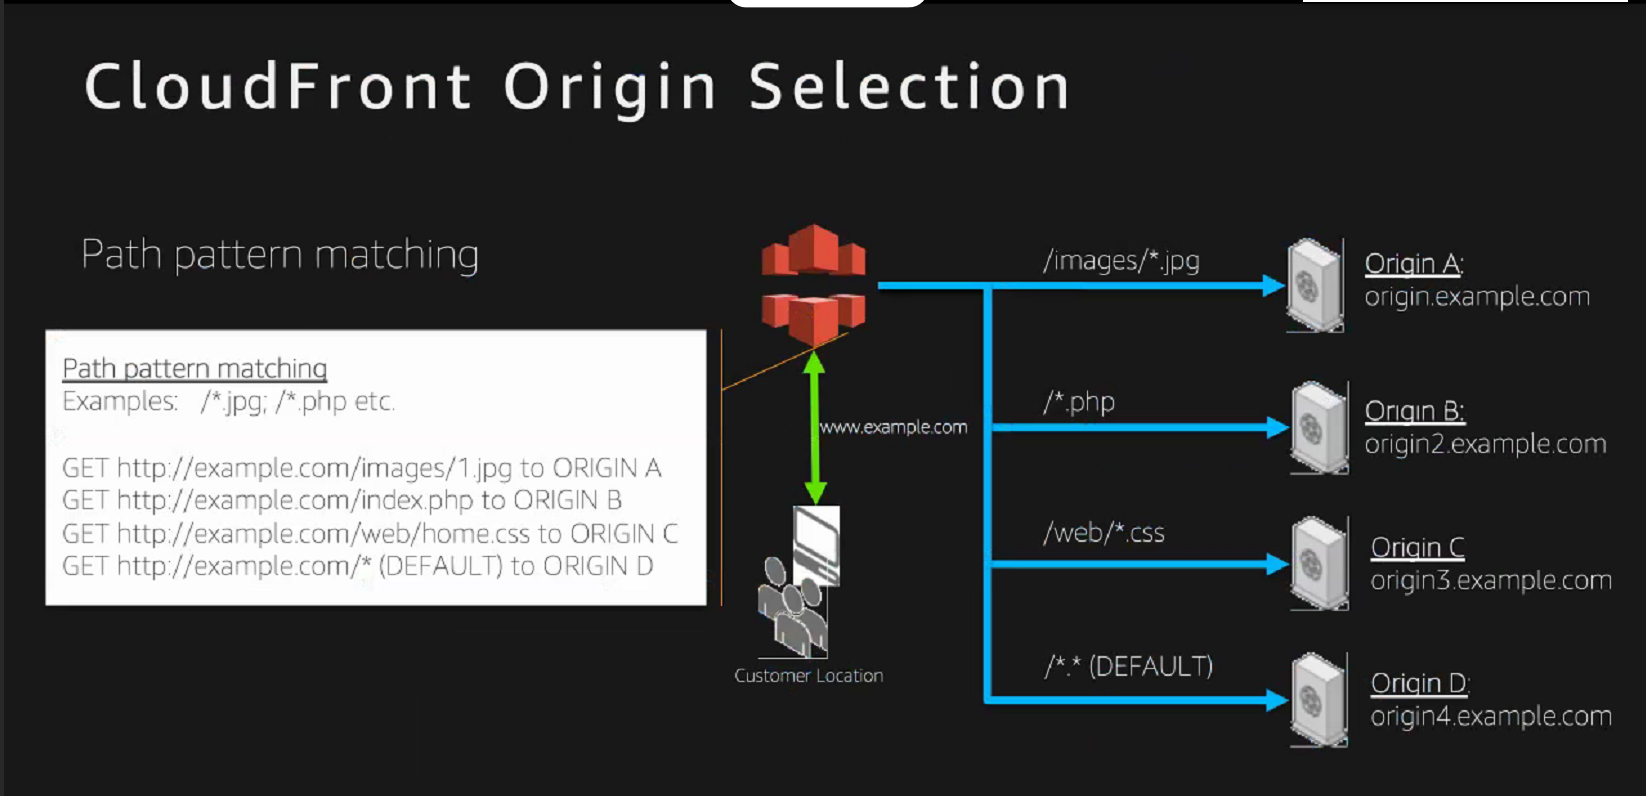 CloudFront Origin Selection
Path pattern matching
Path pattern matching
Examples: /*.jpg; /*.php etc.
GET http://example.com/images/1.jpg to ORIGIN A
GET http://example.com/index.php to ORIGIN B
GET http://example.com/web/home.css to ORIGIN C
GET http://example.com/* (DEFAULT) to ORIGIN D
www.example.com
Customer Location
/images/*.jpg
Origin A:
origin.example.com
/*.php
Origin B:
origin2.example.com
/web/*.css
Origin C
origin3.example.com
/*.* (DEFAULT)
Origin D:
origin4.example.com